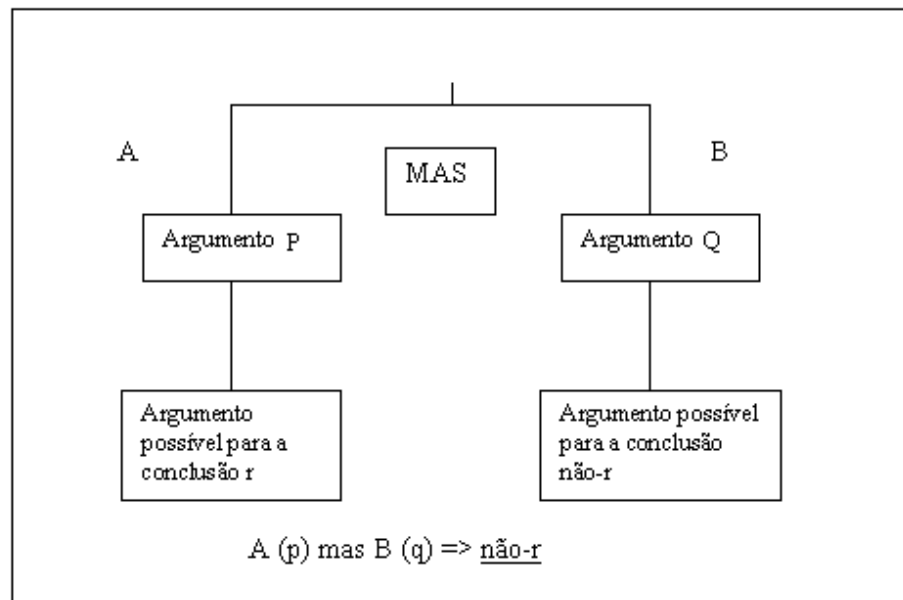 A
B
MAS
Argumento P
Argumento Q
Argumento
possível para a
conclusão r
Argumento possível
para a conclusão
não-r
A (p) mas B (q) => não-r